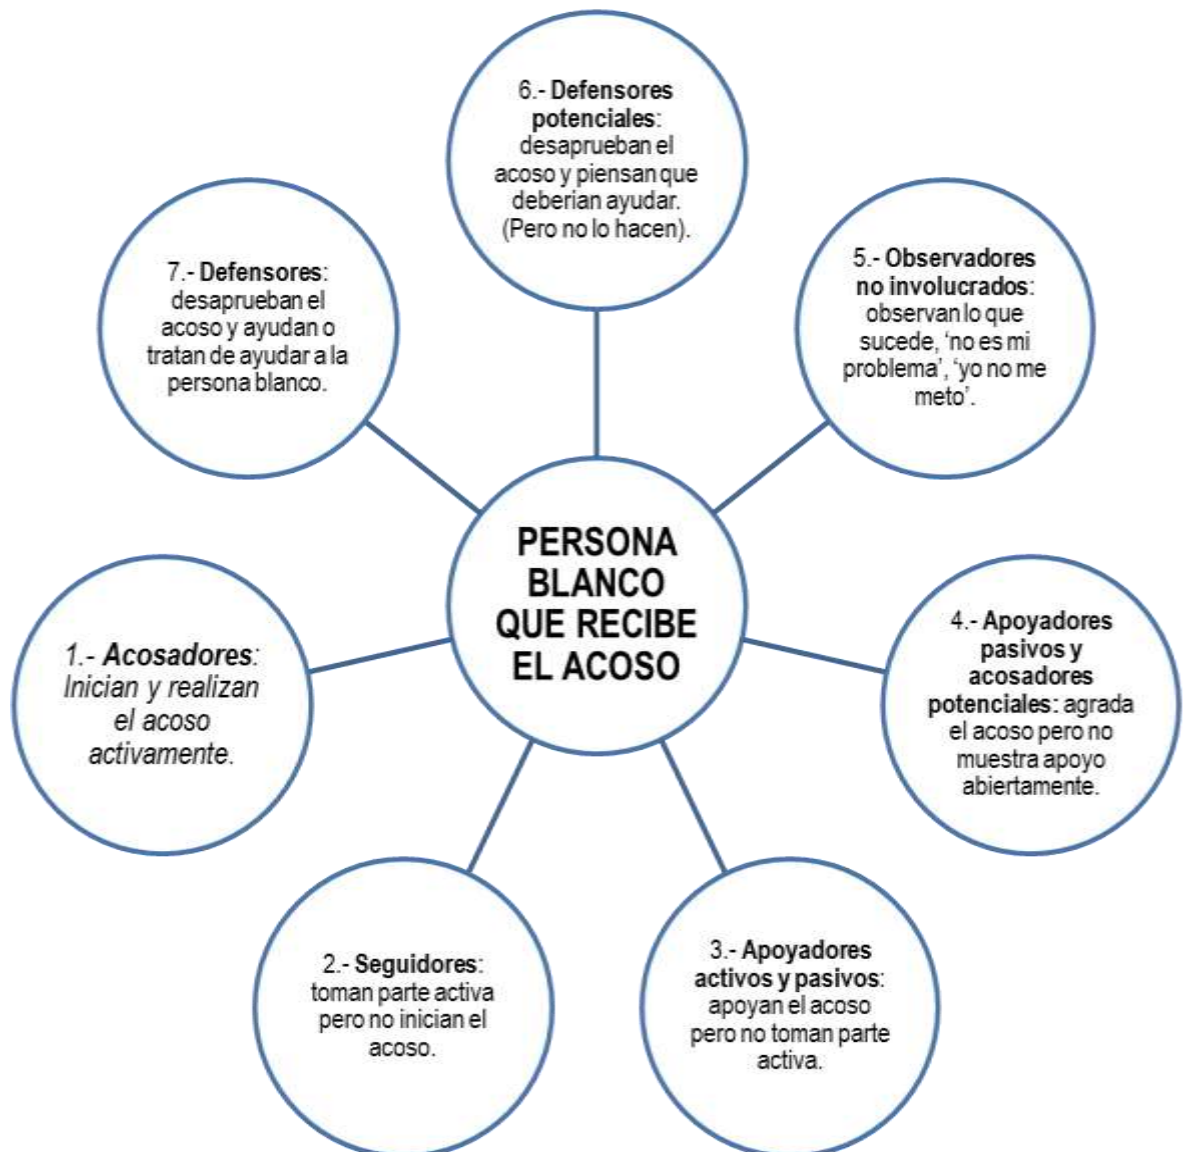 6.- Defensores
potenciales:
desaprueban el
acoso y piensan que
deberían ayudar.
(Pero no lo hacen).
7.- Defensores:
desaprueban el
acoso y ayudan o
tratan de ayudar a la
persona blanco.
5.- Observadores
no involucrados:
observan lo que
sucede, ‘no es mi
problema’, ‘yo no me
meto’.
PERSONA
BLANCO
QUE RECIBE
EL ACOSO
1.- Acosadores:
Inician y realizan
el acoso
activamente.
4.- Apoyadores
pasivos y
acosadores
potenciales: agrada
el acoso pero no
muestra apoyo
abiertamente.
2.- Seguidores:
toman parte activa
pero no inician el
acoso.
3.- Apoyadores
activos y pasivos:
apoyan el acoso
pero no toman parte
activa.